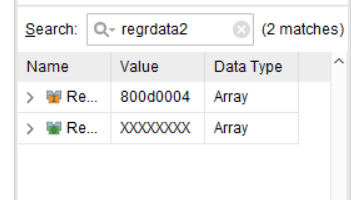 Search: regrdata2 (2 matches)
Name Value Data Type
Re... 800d0004 Array
Re... XXXXXXXX Array